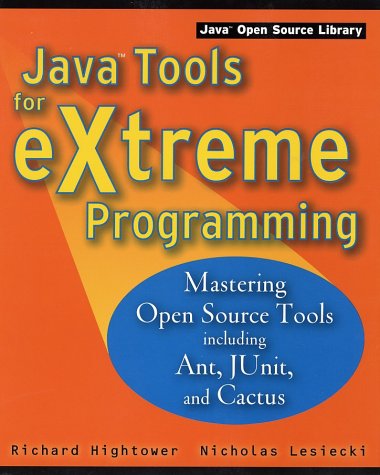 Java™ Open Source Library
Java™ Tools
for
eXtreme
Programming
Mastering
Open Source Tools
including
Ant, JUnit,
and Cactus
Richard Hightower Nicholas Lesiecki